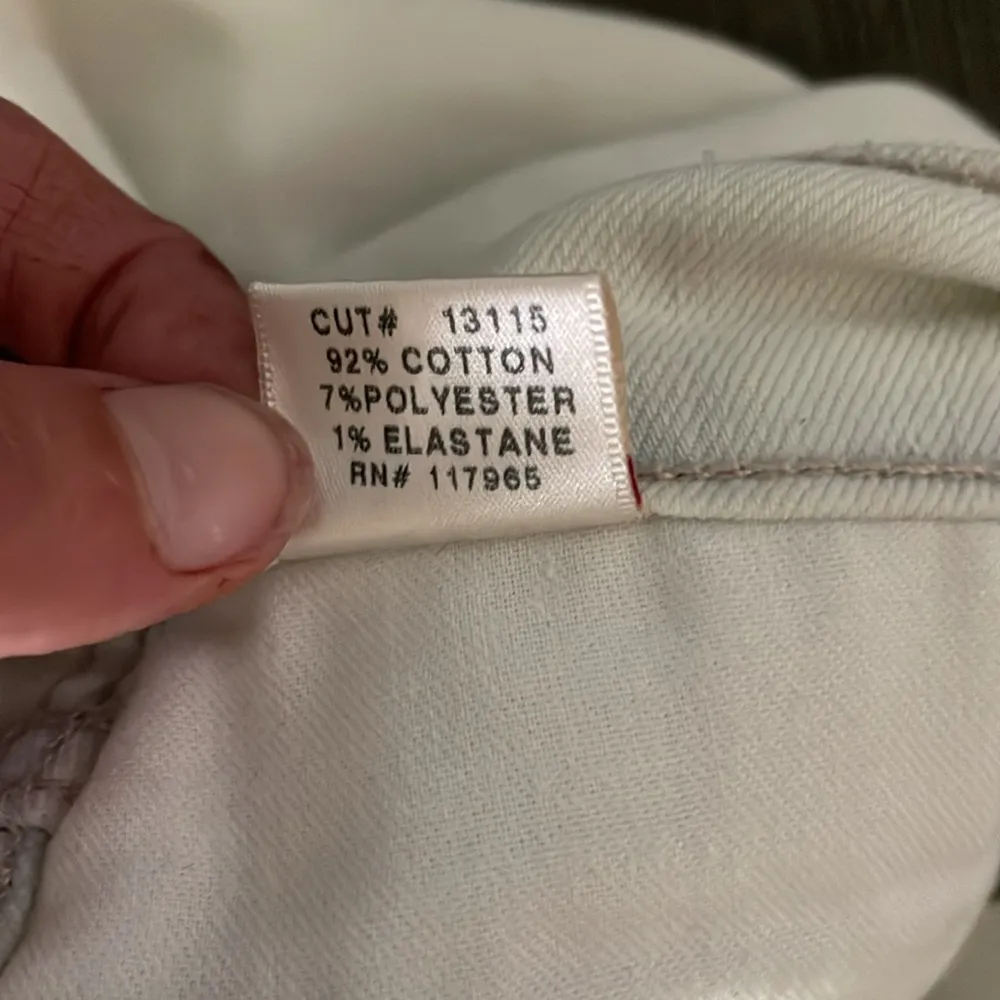 CUT# 13115
92% COTTON
7%POLYESTER
1% ELASTANE
RN# 117965